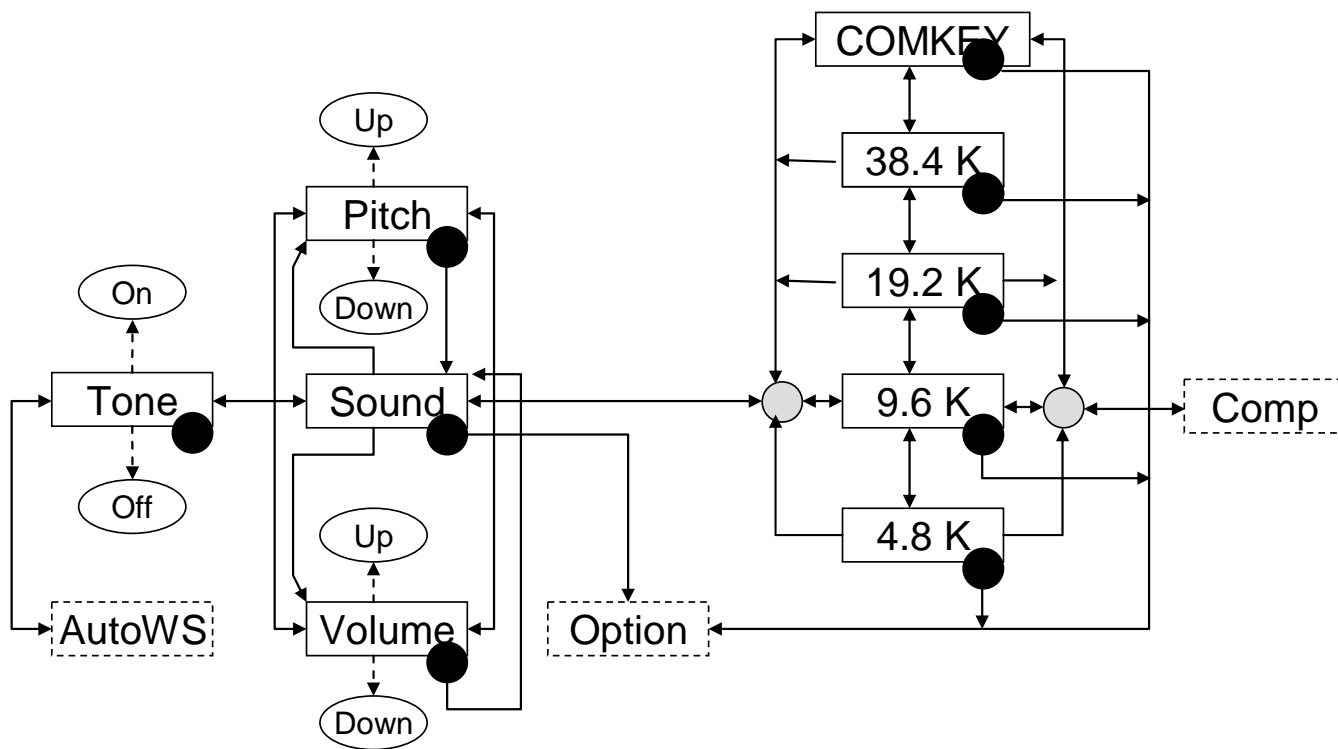 COMKEY
Up
38.4 K
Pitch
19.2 K
On
Down
Tone
Sound
9.6 K
Comp
Off
Up
4.8 K
AutoWS
Volume
Option
Down